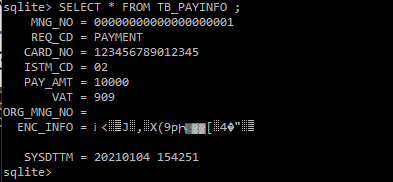 sqlite> SELECT * FROM TB_PAYINFO ;
MNG_NO = 00000000000000000001
REQ_CD = PAYMENT
CARD_NO = 123456789012345
ISTM_CD = 02
PAY_AMT = 10000
VAT = 909
ORG_MNG_NO =
ENC_INFO =
SYSDTTM = 20210104 154251
sqlite>